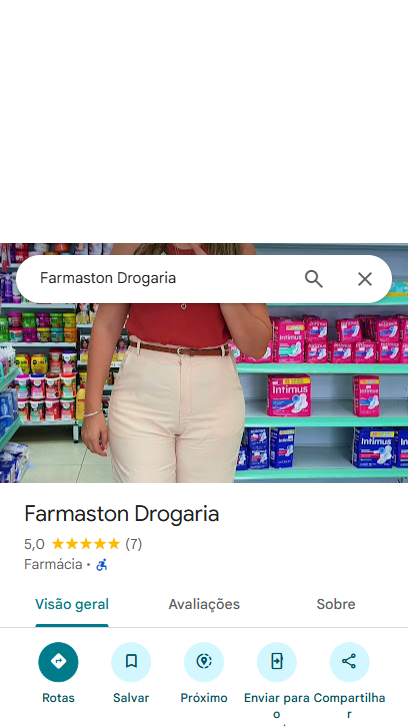 Farmaston Drogaria
Intimus
Intimus
Intimus
Farmaston Drogaria
5,0 (7)
Farmácia ·
Visão geral Avaliações Sobre
Rotas Salvar Próximo Enviar para o Compartilhar